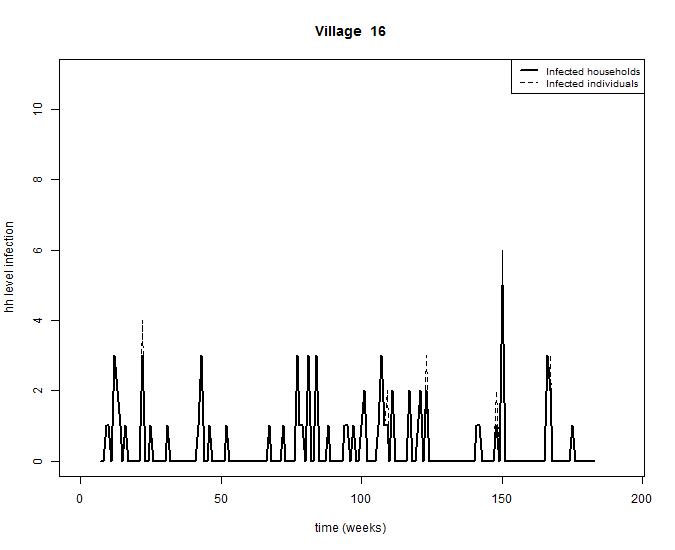 Village 16
Infected households
Infected individuals
hh level infection
10
8
6
4
2
0
0 50 100 150 200
time (weeks)